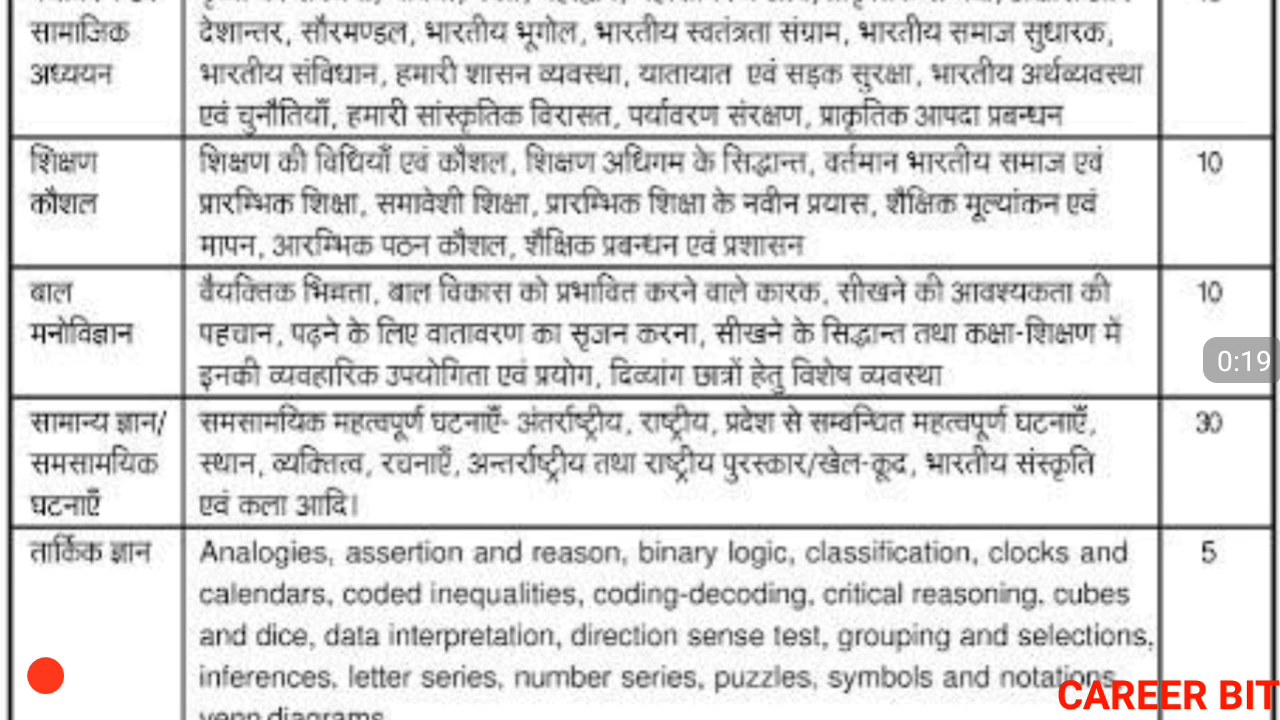 सामाजिक
अध्ययन
देशान्तर, सौरमण्डल, भारतीय भूगोल, भारतीय स्वतंत्रता संग्राम, भारतीय समाज सुधारक,
भारतीय संविधान, हमारी शासन व्यवस्था, यातायात एवं सड़क सुरक्षा, भारतीय अर्थव्यवस्था
एवं चुनौतियाँ, हमारी सांस्कृतिक विरासत, पर्यावरण संरक्षण, प्राकृतिक आपदा प्रबन्धन
शिक्षण
कौशल
शिक्षण की विधियाँ एवं कौशल, शिक्षण अधिगम के सिद्धान्त, वर्तमान भारतीय समाज एवं
प्रारम्भिक शिक्षा, समावेशी शिक्षा, प्रारम्भिक शिक्षा के नवीन प्रयास, शैक्षिक मूल्यांकन एवं
मापन, आरम्भिक पठन कौशल, शैक्षिक प्रबन्धन एवं प्रशासन
10
बाल
मनोविज्ञान
वैयक्तिक भिन्नता, बाल विकास को प्रभावित करने वाले कारक, सीखने की आवश्यकता की
पहचान, पढ़ने के लिए वातावरण का सृजन करना, सीखने के सिद्धान्त तथा कक्षा-शिक्षण में
इनकी व्यवहारिक उपयोगिता एवं प्रयोग, दिव्यांग छात्रों हेतु विशेष व्यवस्था
10
0:19
सामान्य ज्ञान/
समसामयिक
घटनाएँ
समसामयिक महत्वपूर्ण घटनाएँ- अंतर्राष्ट्रीय, राष्ट्रीय, प्रदेश से सम्बन्धित महत्वपूर्ण घटनाएँ,
स्थान, व्यक्तित्व, रचनाएँ, अन्तर्राष्ट्रीय तथा राष्ट्रीय पुरस्कार/खेल-कूद, भारतीय संस्कृति
एवं कला आदि।
30
तार्किक ज्ञान
Analogies, assertion and reason, binary logic, classification, clocks and
calendars, coded inequalities, coding-decoding, critical reasoning, cubes
and dice, data interpretation, direction sense test, grouping and selections,
inferences, letter series, number series, puzzles, symbols and notations
venn diagrams
5
CAREER BIT